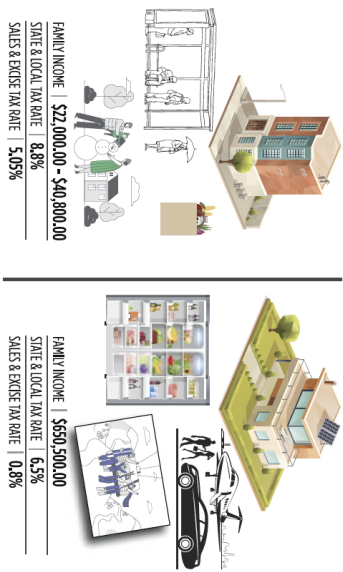 FAMILY INCOME | $22,000.00 - $40,800.00
STATE & LOCAL TAX RATE | 8.8%
SALES & EXCISE TAX RATE | 5.05%
FAMILY INCOME | $650,500.00
STATE & LOCAL TAX RATE | 6.5%
SALES & EXCISE TAX RATE | 0.8%